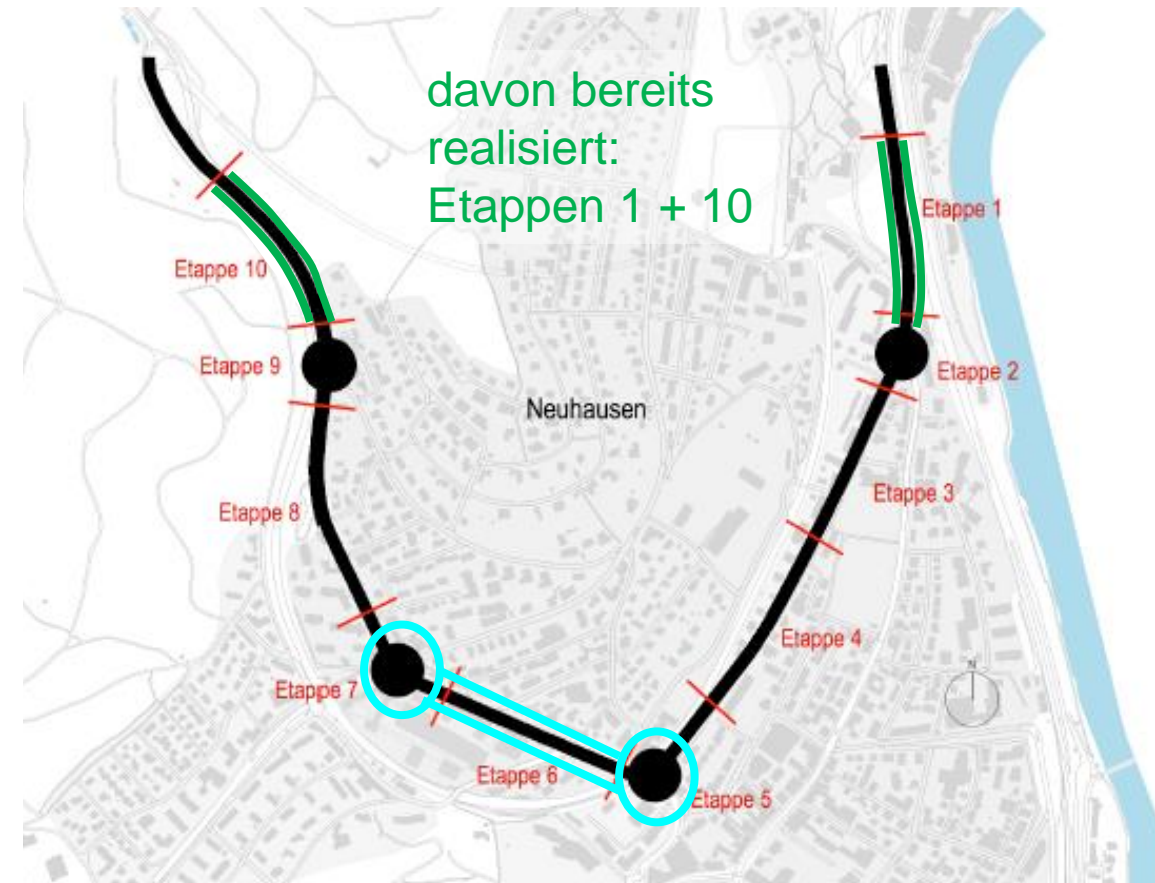 davon bereits
realisiert:
Etappen 1 + 10
Etappe 1
Etappe 10
Etappe 9
Etappe 2
Neuhausen
Etappe 3
Etappe 8
Etappe 4
N
Etappe 7
Etappe 6
Etappe 5